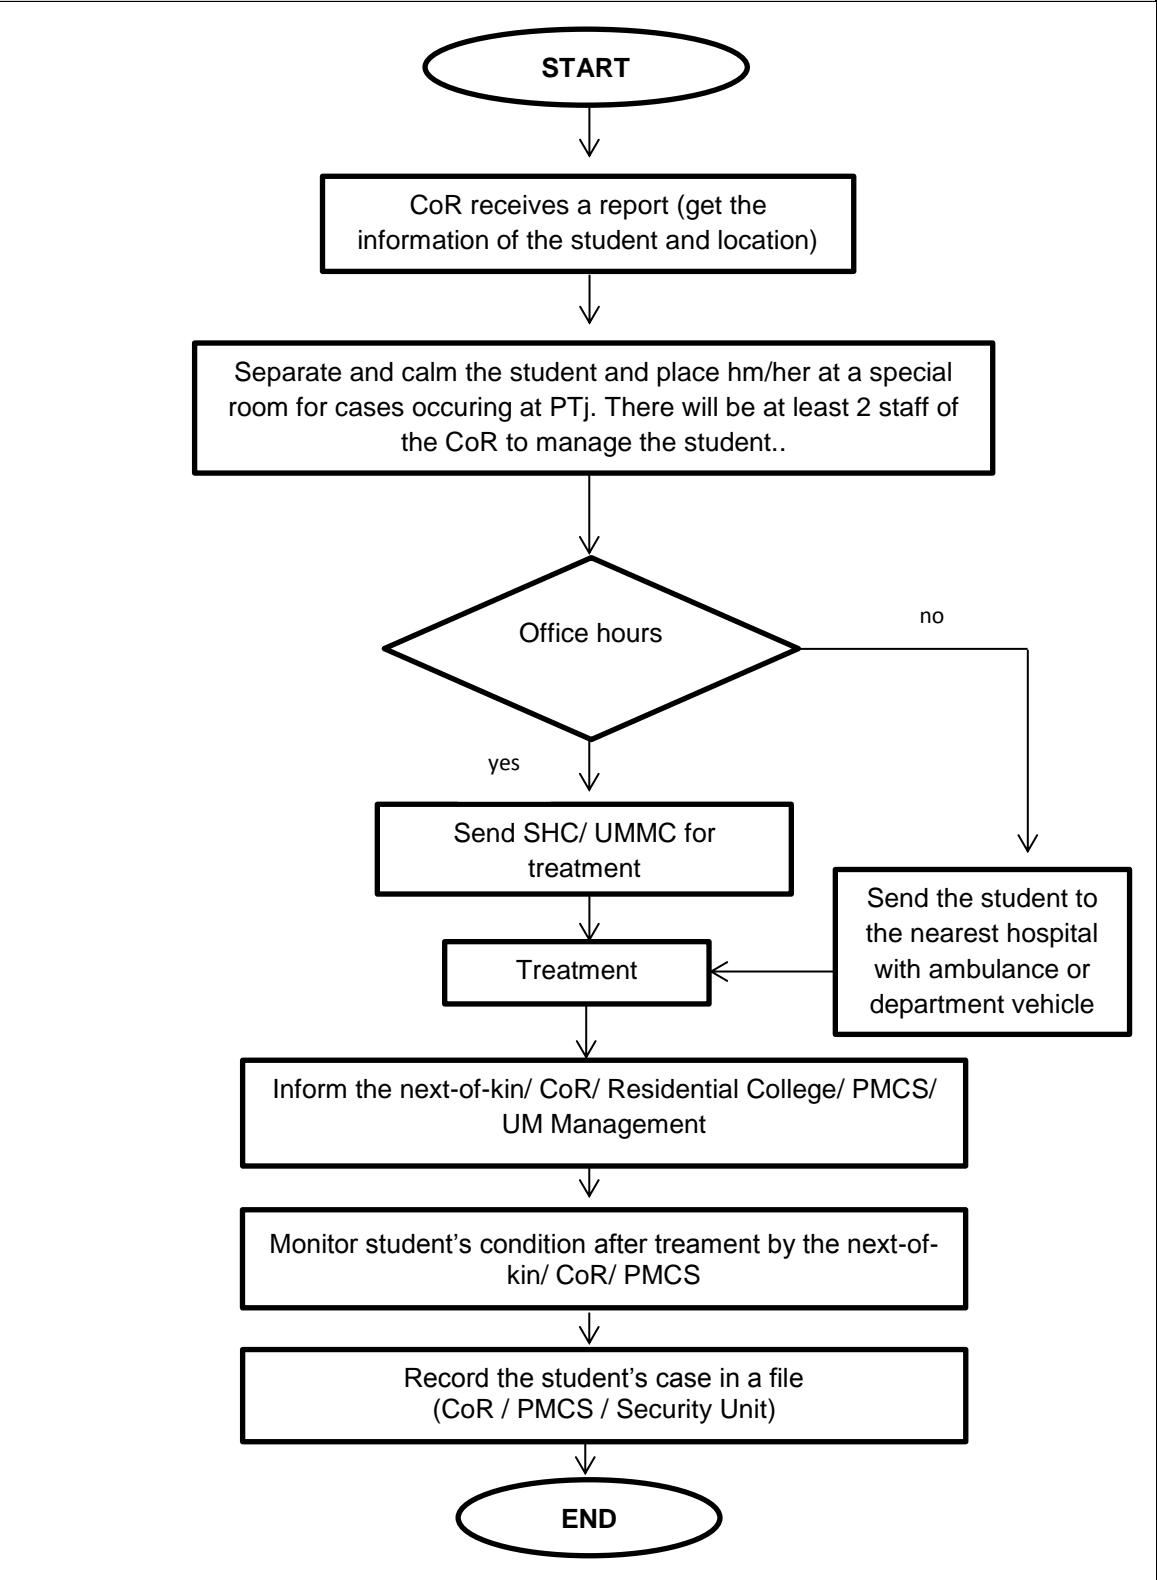 START
CoR receives a report (get the
information of the student and location)
Separate and calm the student and place hm/her at a special
room for cases occuring at PTj. There will be at least 2 staff of
the CoR to manage the student..
Office hours
no
yes
Send SHC/ UMMC for
treatment
Send the student to
the nearest hospital
with ambulance or
department vehicle
Treatment
Inform the next-of-kin/ CoR/ Residential College/ PMCS/
UM Management
Monitor student’s condition after treament by the next-of-
kin/ CoR/ PMCS
Record the student’s case in a file
(CoR / PMCS / Security Unit)
END